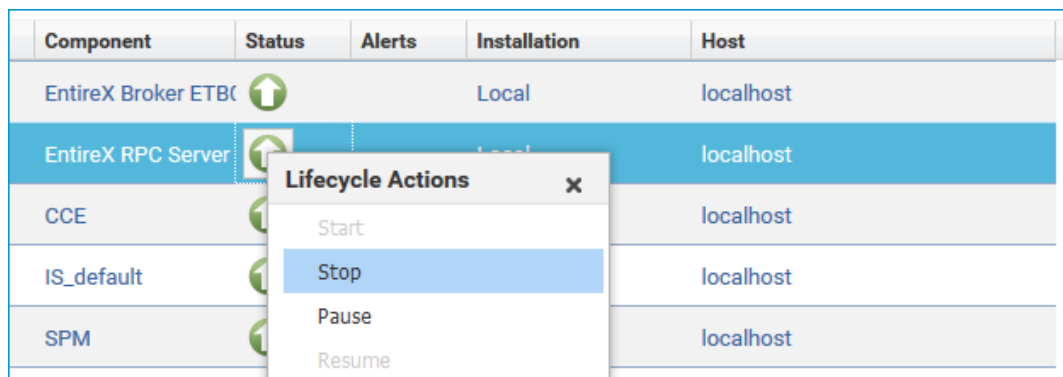 Component Status Alerts Installation Host
EntireX Broker ETB Local localhost
EntireX RPC Server localhost
Lifecycle Actions
CCE localhost
Start
IS_default Stop localhost
Pause
SPM localhost
Resume